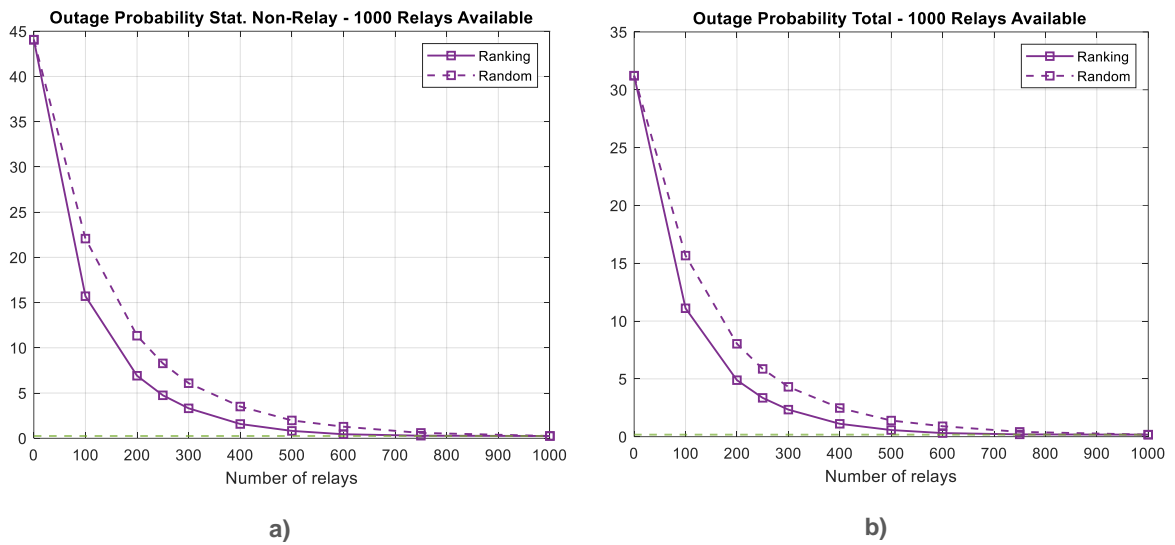 Outage Probability Stat. Non-Relay - 1000 Relays Available
45
40
35
30
25
20
15
10
5
0
0 100 200 300 400 500 600 700 800 900 1000
Number of relays
Ranking
Random
a)
Outage Probability Total - 1000 Relays Available
35
30
25
20
15
10
5
0
0 100 200 300 400 500 600 700 800 900 1000
Number of relays
Ranking
Random
b)